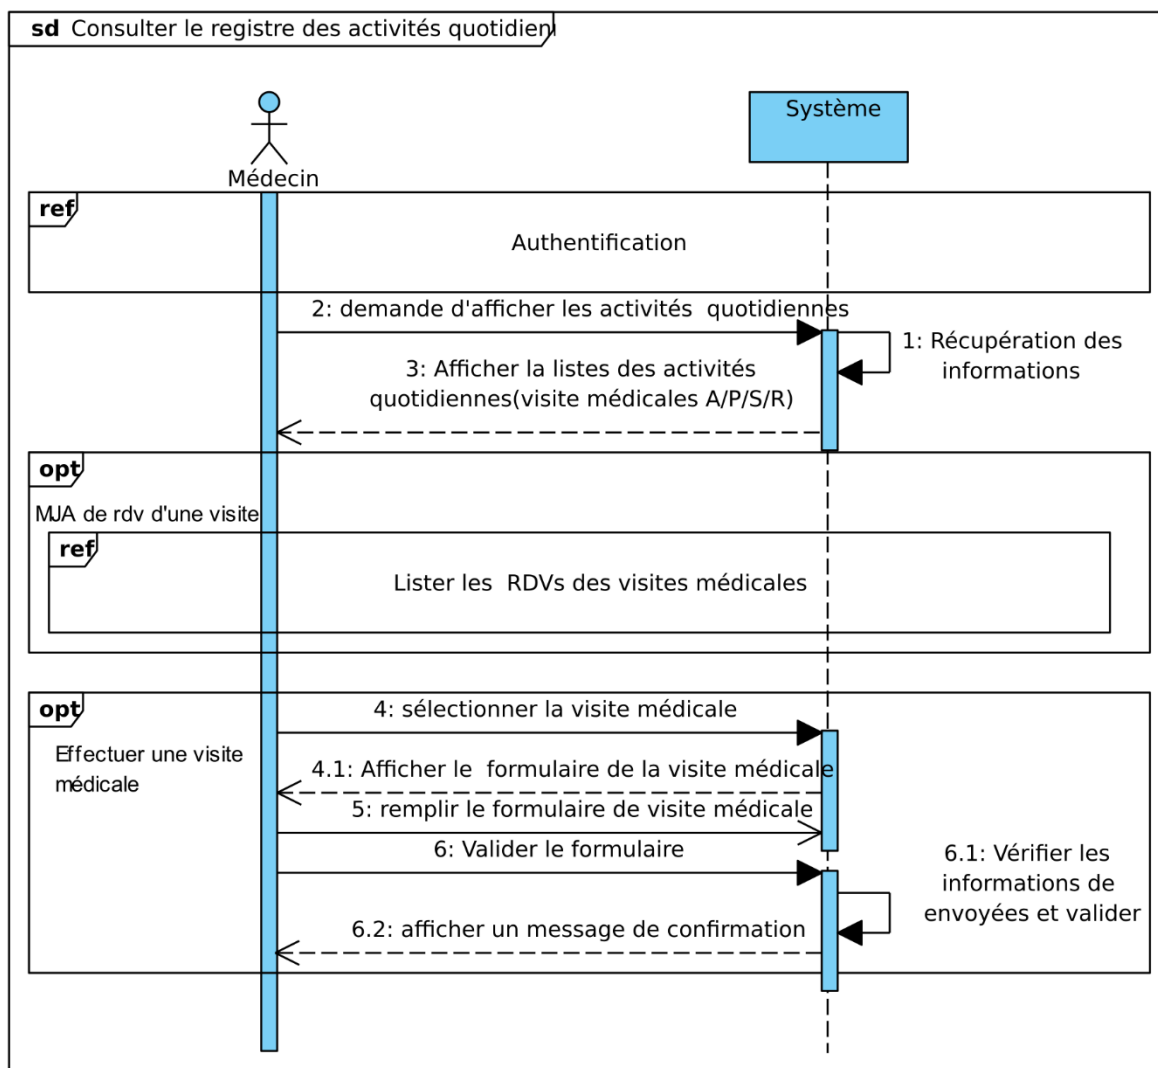 sd Consulter le registre des activités quotidieni
Système
Médecin
ref
Authentification
2: demande d'afficher les activités quotidiennes
1: Récupération des
informations
3: Afficher la listes des activités
quotidiennes(visite médicales A/P/S/R)
opt
MJA de rdv d'une visite
ref
Lister les RDVs des visites médicales
opt
4: sélectionner la visite médicale
Effectuer une visite
médicale
4.1: Afficher le formulaire de la visite médicale
5: remplir le formulaire de visite médicale
6: Valider le formulaire
6.1: Vérifier les
informations de
envoyées et valider
6.2: afficher un message de confirmation